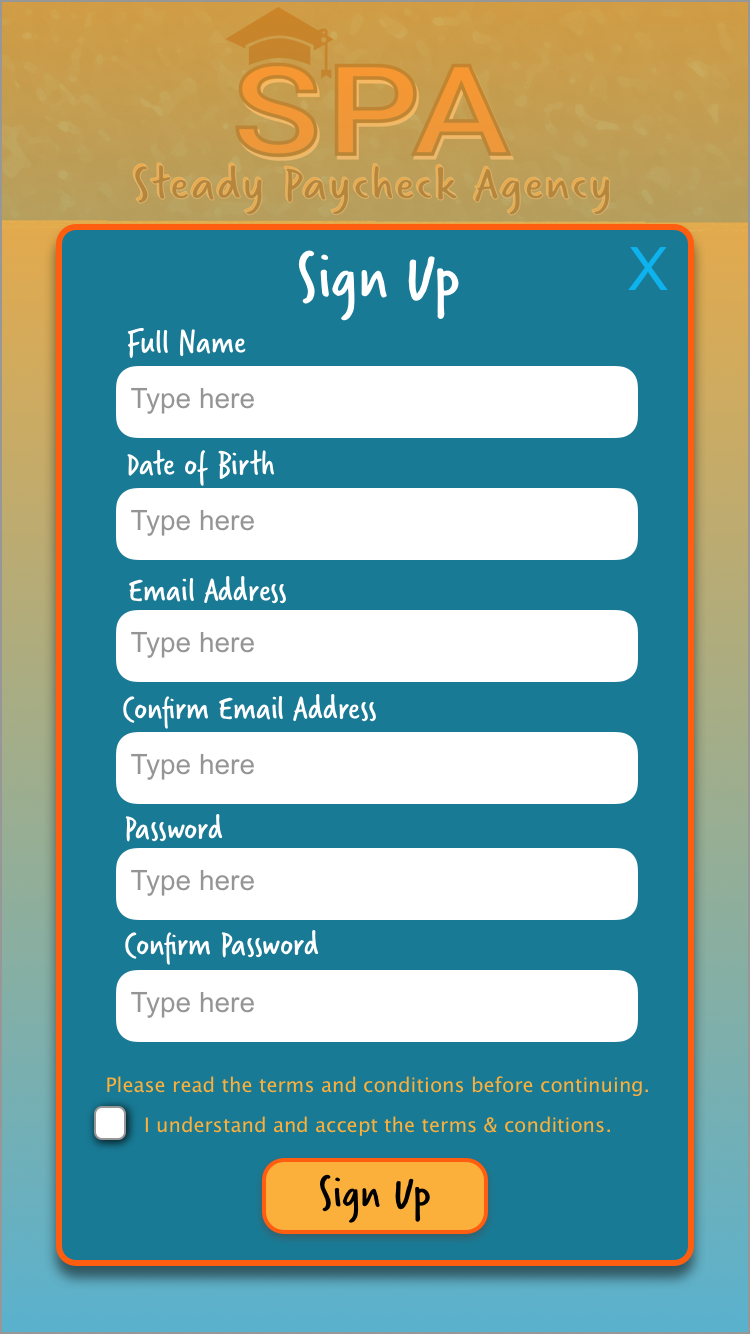 SPA
Steady Paycheck Agency
Sign Up
X
Full Name
Type here
Date of Birth
Type here
Email Address
Type here
Confirm Email Address
Type here
Password
Type here
Confirm Password
Type here
Please read the terms and conditions before continuing.
I understand and accept the terms & conditions.
Sign Up